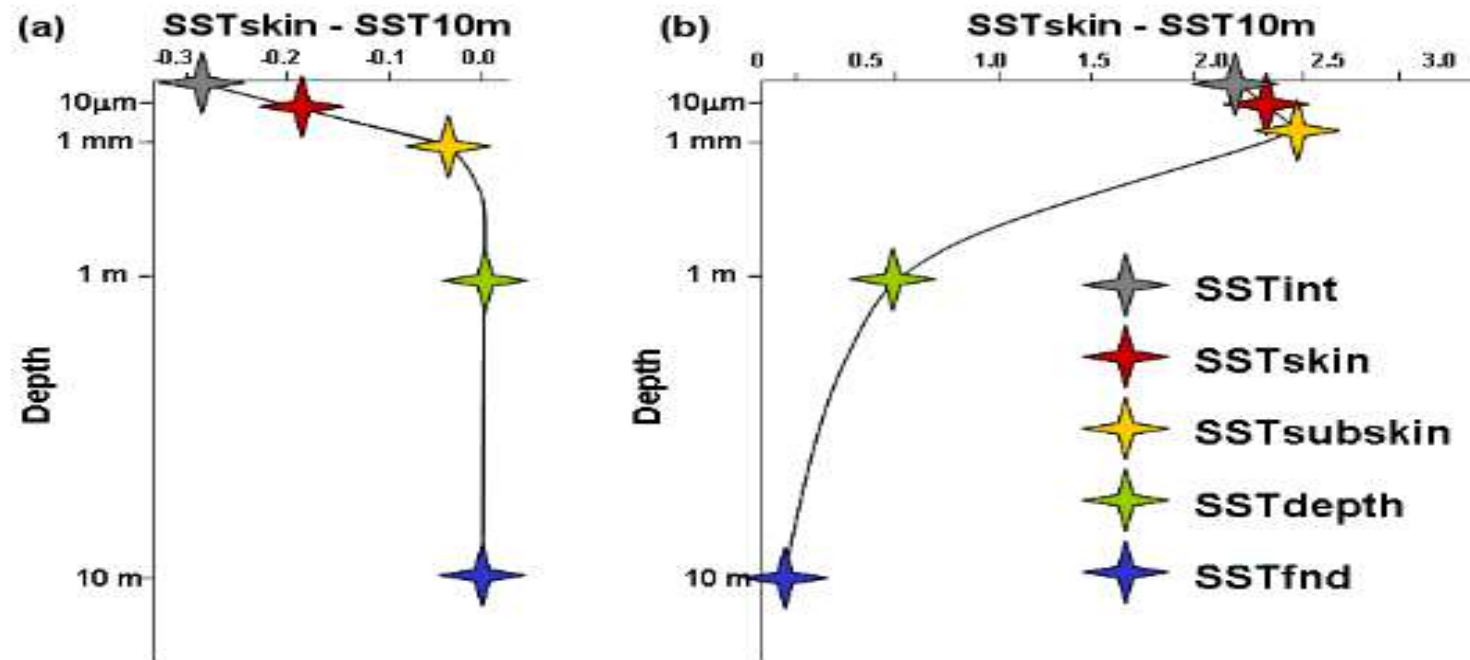 (a) SSTskin - SST10m
-0.3 -0.2 -0.1 0.0
10μm
1 mm
1 m
10 m
Depth
(b) SSTskin - SST10m
0 0.5 1.0 1.5 2.0 2.5 3.0
10μm
1 mm
1 m
10 m
Depth
SSTint
SSTskin
SSTsubskin
SSTdepth
SSTfnd